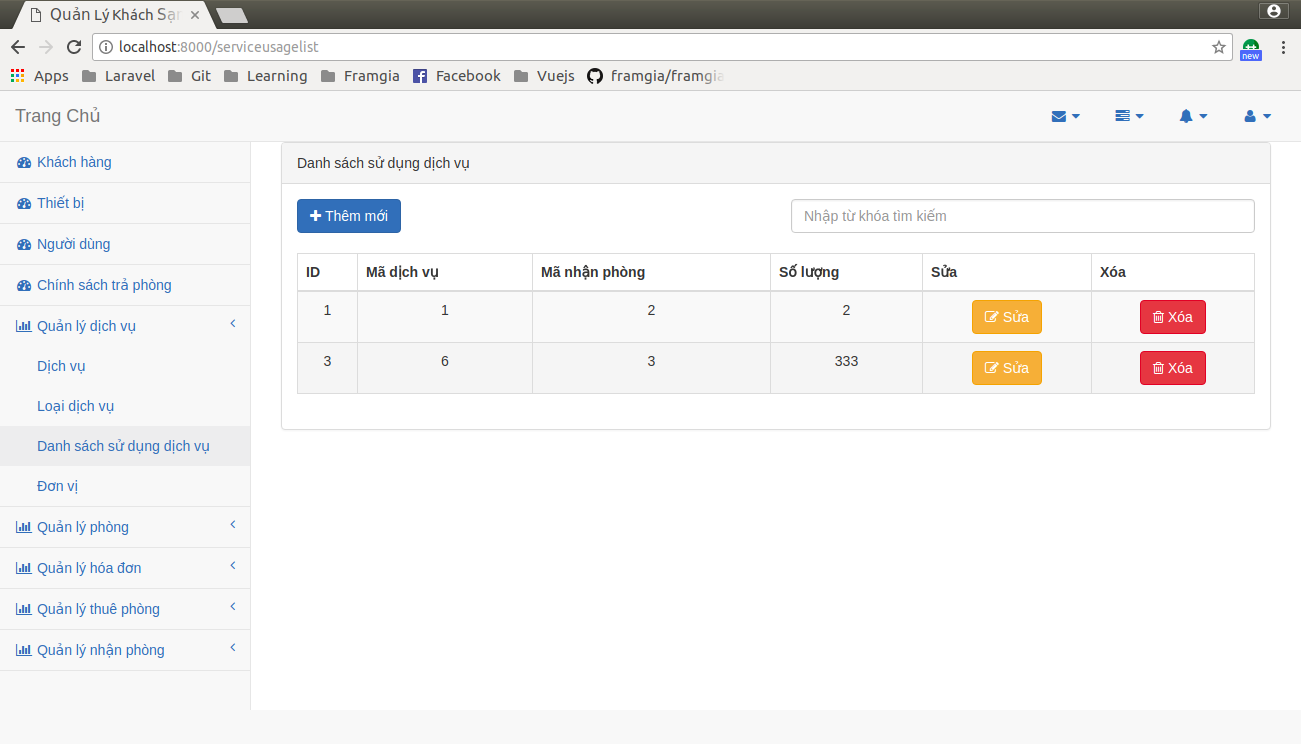 Quản Lý Khách Sạn
localhost:8000/serviceusagelist
new
Apps Laravel Git Learning Framgia Facebook Vuejs framgia/framgia
Trang Chủ
Khách hàng
Thiết bị
Người dùng
Chính sách trả phòng
Quản lý dịch vụ
Dịch vụ
Loại dịch vụ
Danh sách sử dụng dịch vụ
Đơn vị
Quản lý phòng
Quản lý hóa đơn
Quản lý thuê phòng
Quản lý nhận phòng
Danh sách sử dụng dịch vụ
Thêm mới Nhập từ khóa tìm kiếm
ID Mã dịch vụ Mã nhận phòng Số lượng Sửa Xóa
1 1 2 2 Sửa Xóa
3 6 3 333 Sửa Xóa